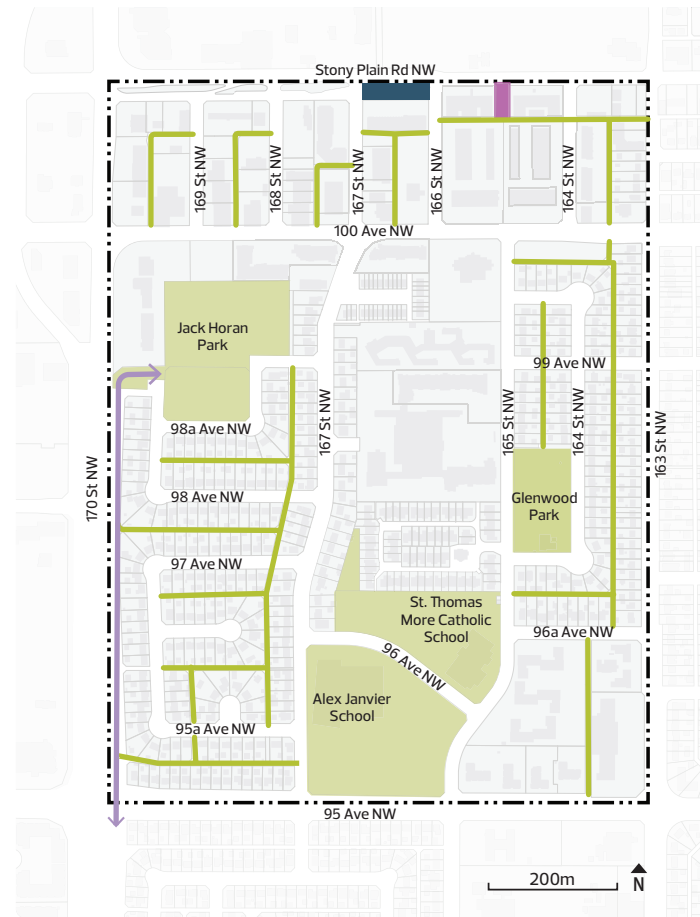 Stony Plain Rd NW
169 St NW
168 St NW
167 St NW
166 St NW
164 St NW
100 Ave NW
Jack Horan
Park
99 Ave NW
98a Ave NW
167 St NW
165 St NW
164 St NW
163 St NW
170 St NW
98 Ave NW
Glenwood
Park
97 Ave NW
St. Thomas
More Catholic
School
96a Ave NW
96 Ave NW
Alex Janvier
School
95a Ave NW
95 Ave NW
200m
N